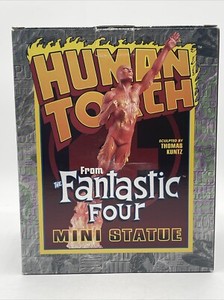 HUMAN
TORCH
SCULPTED BY
THOMAS
KUNTZ
From
THE
Fantastic
FOUR
MINI STATUE